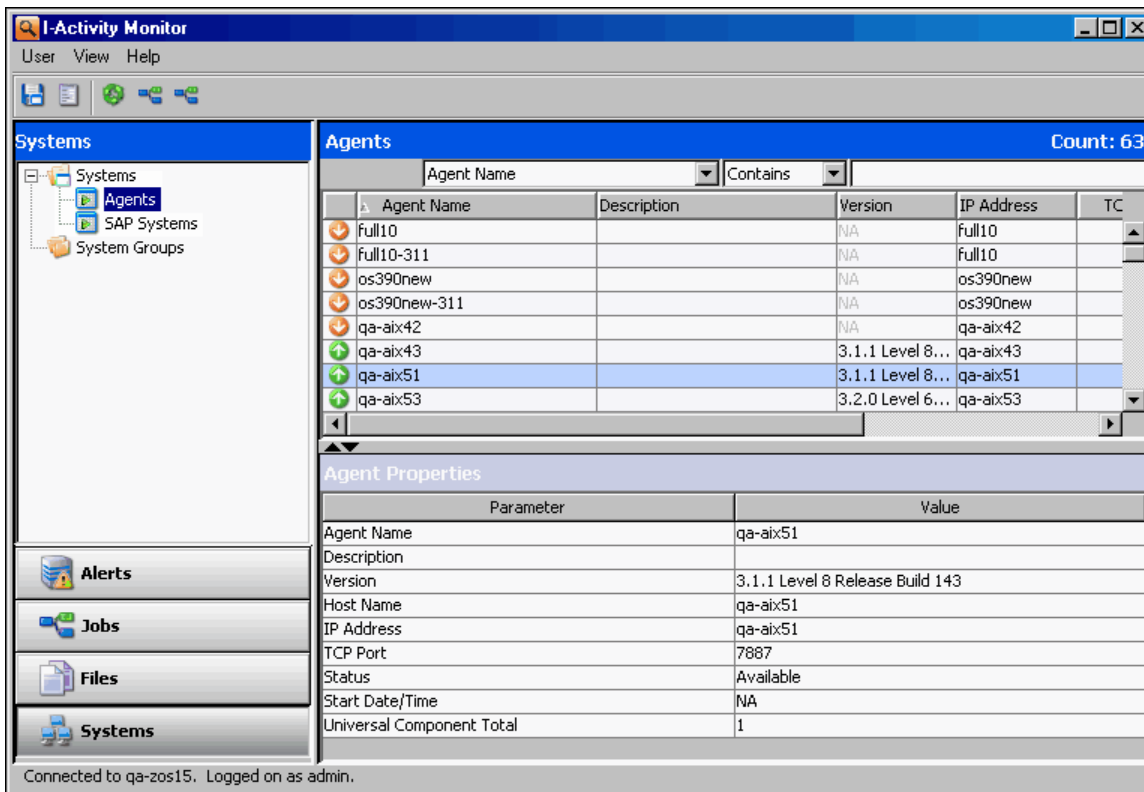 I-Activity Monitor
User View Help
Systems
Systems
Agents
SAP Systems
System Groups
Alerts
Jobs
Files
Systems
Agents Count: 63
Agent Name Contains
Agent Name Description Version IP Address TC
full10 NA full10
full10-311 NA full10
os390new NA os390new
os390new-311 NA os390new
qa-aix42 NA qa-aix42
qa-aix43 3.1.1 Level 8... qa-aix43
qa-aix51 3.1.1 Level 8... qa-aix51
qa-aix53 3.2.0 Level 6... qa-aix53
Agent Properties
Parameter Value
Agent Name qa-aix51
Description
Version 3.1.1 Level 8 Release Build 143
Host Name qa-aix51
IP Address qa-aix51
TCP Port 7887
Status Available
Start Date/Time NA
Universal Component Total 1
Connected to qa-zos15. Logged on as admin.